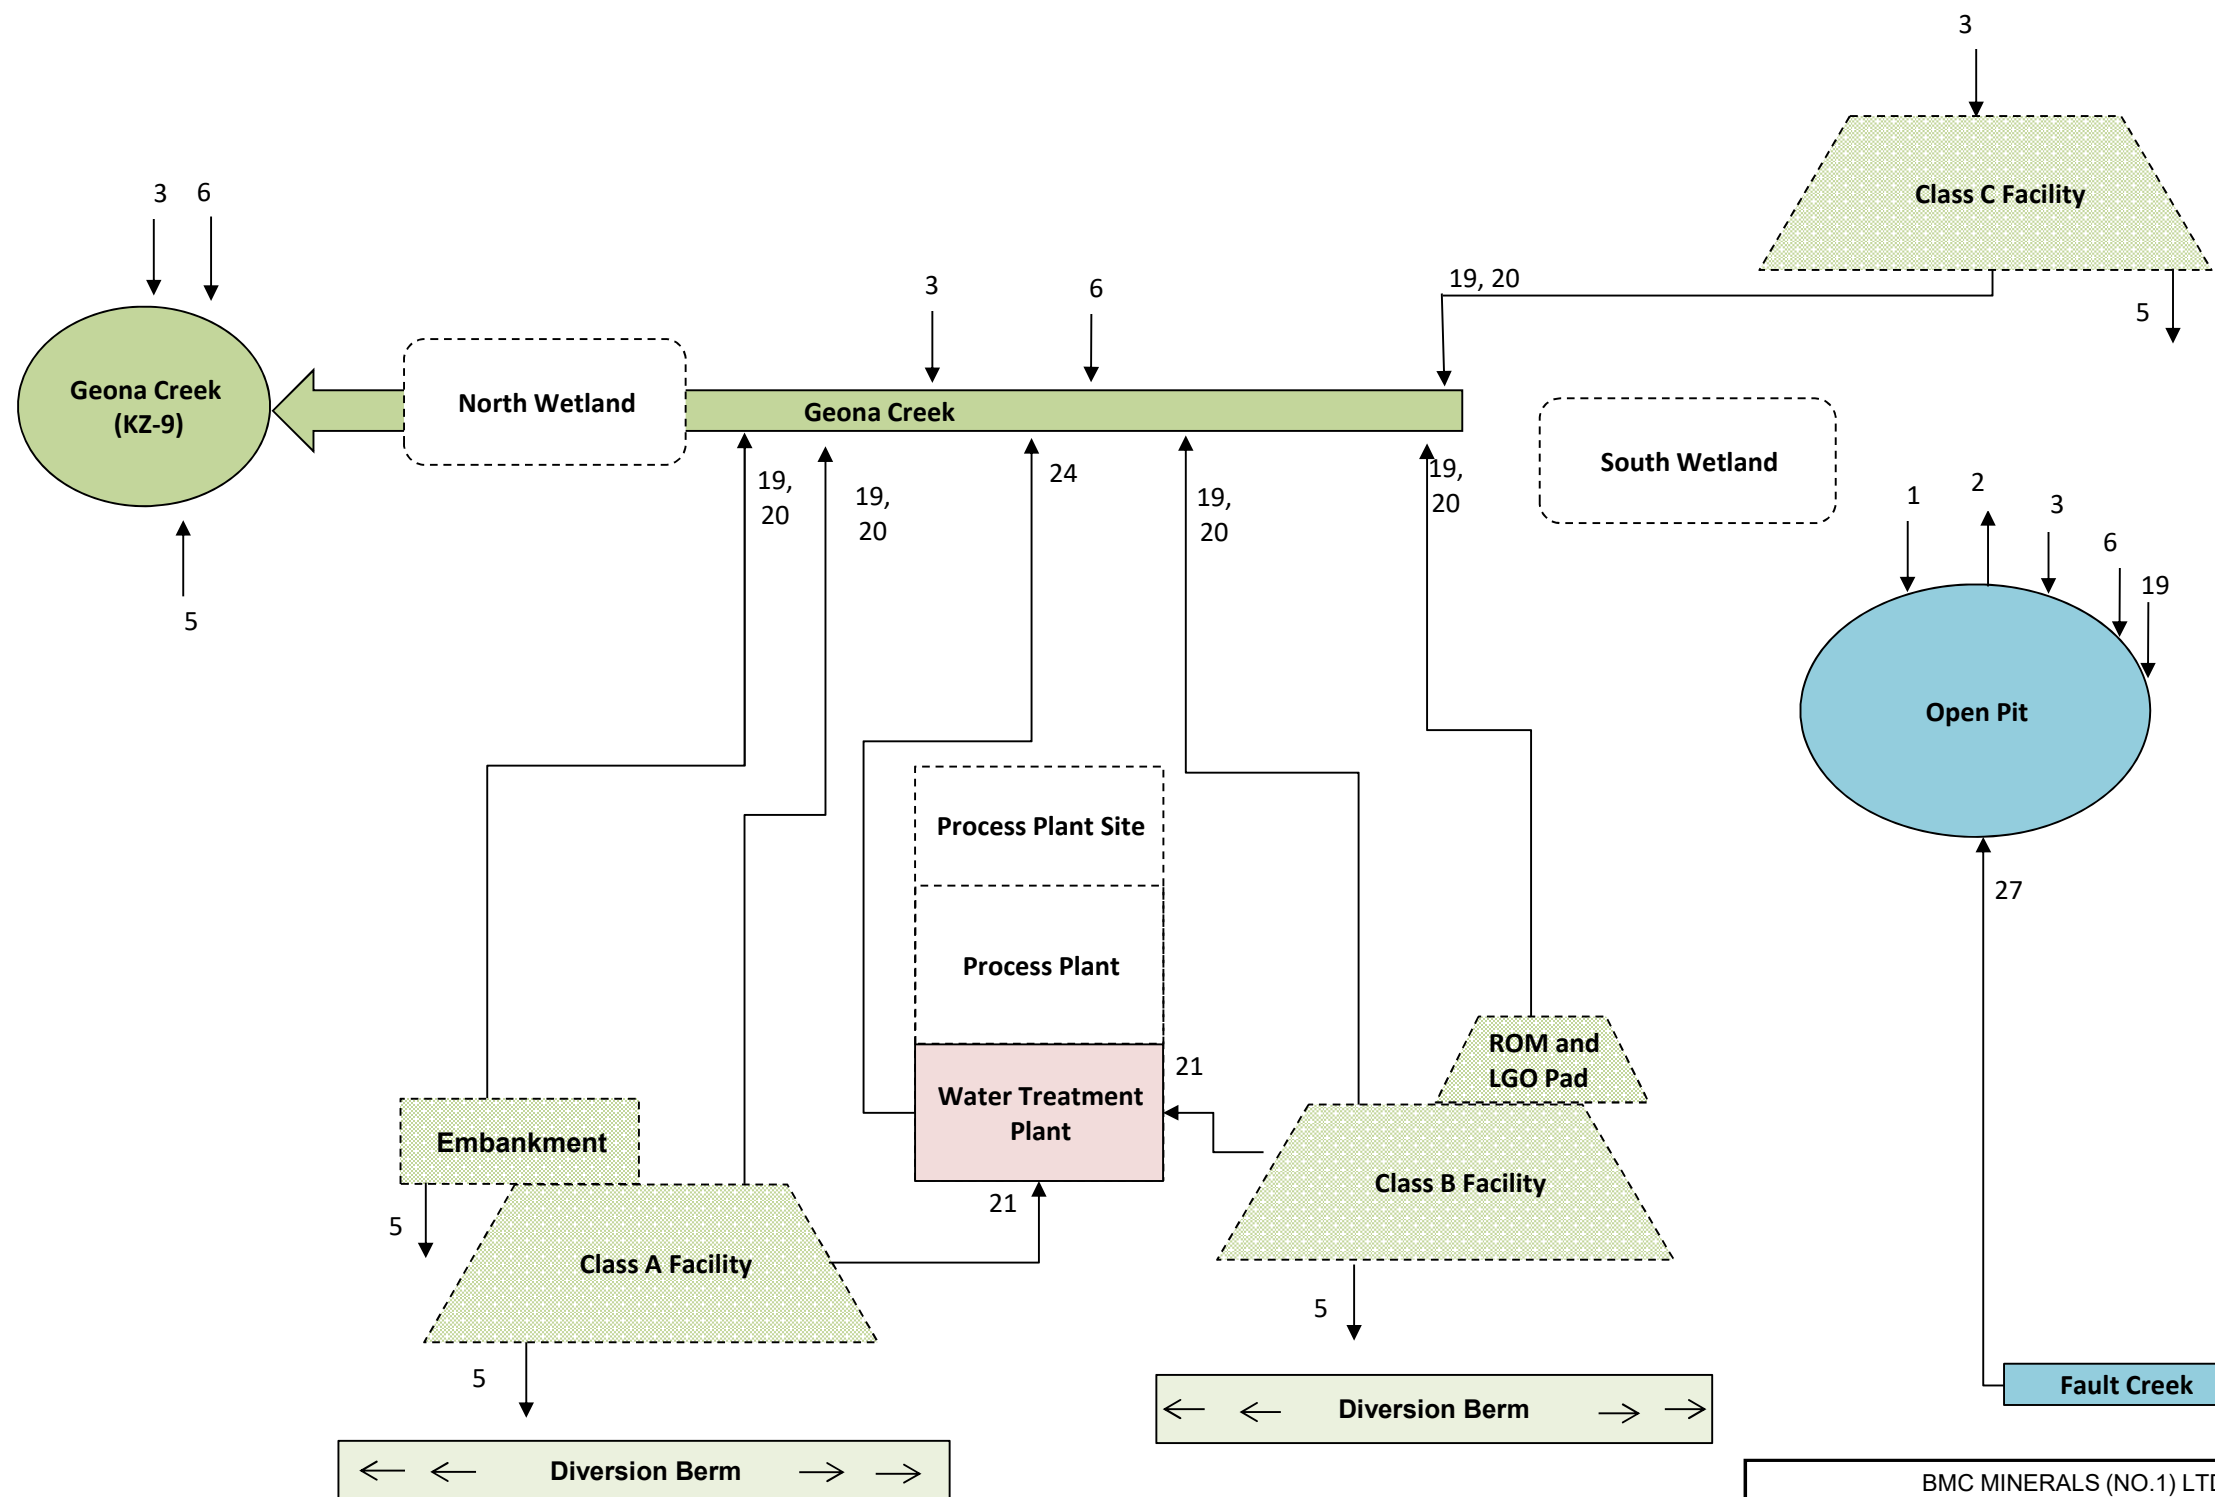 3
Class C Facility
3 6
3
6
19, 20
5
Geona Creek
(KZ-9)
North Wetland
Geona Creek
South Wetland
19,
20
19,
20
24
19,
20
19,
20
1
2
3
6
19
5
Open Pit
Process Plant Site
27
Process Plant
ROM and
LGO Pad
21
Water Treatment
Plant
Embankment
Class B Facility
21
5
Class A Facility
5
5
Fault Creek
Diversion Berm
Diversion Berm
BMC MINERALS (NO.1) LTD